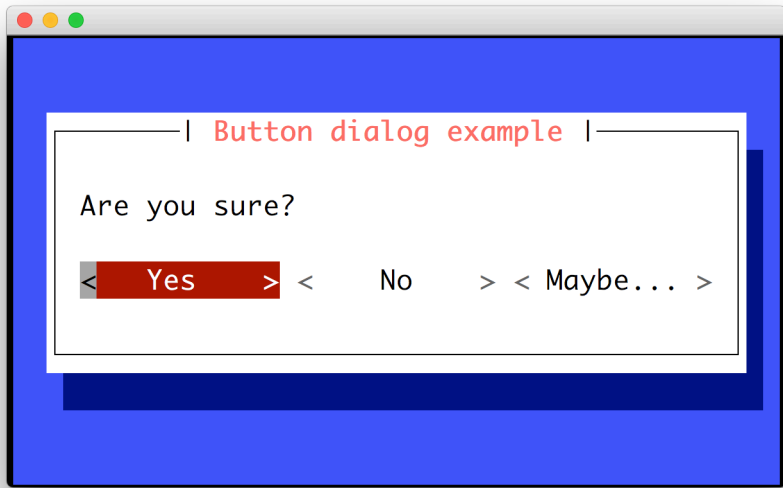 | Button dialog example |
Are you sure?
< Yes > < No > < Maybe... >